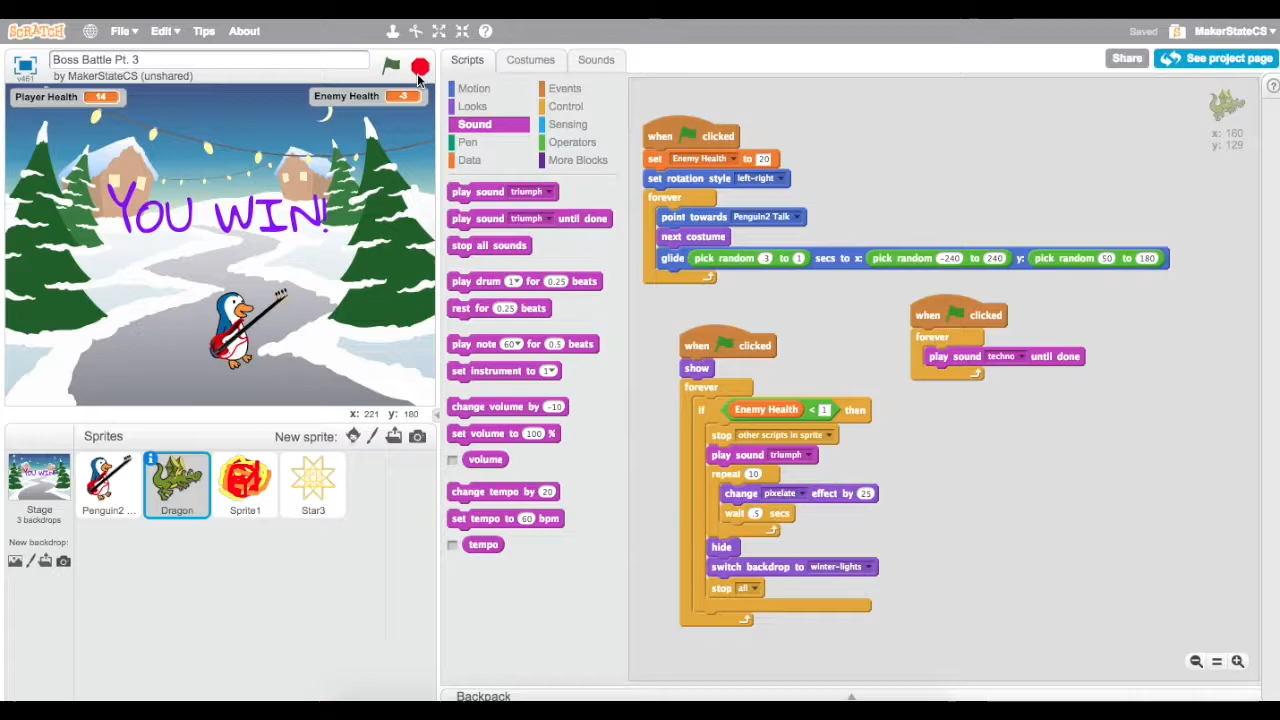 SCRATCH File Edit Tips About Saved MakerStateCS
v461 Boss Battle Pt. 3
by MakerStateCS (unshared)
Scripts Costumes Sounds
Share See project page
Player Health 14 Enemy Health -3
YOU WIN!
x: 221 y: 180
Sprites New sprite:
Stage
3 backdrops
New backdrop:
Penguin2 ... Dragon Sprite1 Star3
Motion Events
Looks Control
Sound Sensing
Pen Operators
Data More Blocks
play sound triumph
play sound triumph until done
stop all sounds
play drum 1 for 0.25 beats
rest for 0.25 beats
play note 60 for 0.5 beats
set instrument to 1
change volume by -10
set volume to 100 %
volume
change tempo by 20
set tempo to 60 bpm
tempo
when clicked
set Enemy Health to 20
set rotation style left-right
forever
point towards Penguin2 Talk
next costume
glide pick random .3 to 1 secs to x: pick random -240 to 240 y: pick random 50 to 180
when clicked
show
forever
if Enemy Health < 1 then
stop other scripts in sprite
play sound triumph
repeat 10
change pixelate effect by 25
wait .5 secs
hide
switch backdrop to winter-lights
stop all
when clicked
forever
play sound techno until done
x: 180
y: 129
Backpack